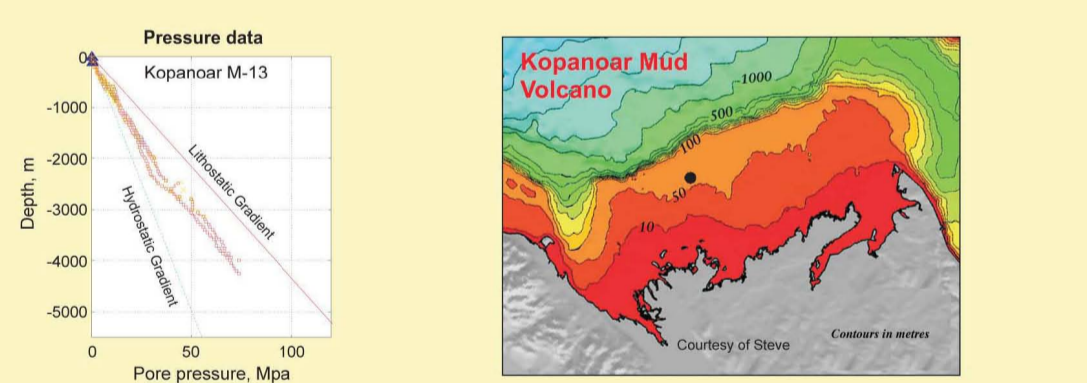 Pressure data
Kopanoar M-13
0
-1000
-2000
-3000
-4000
-5000
Depth, m
Lithostatic Gradient
Hydrostatic Gradient
0 50 100
Pore pressure, Mpa
Kopanoar Mud
Volcano
1000
500
100
50
10
Courtesy of Steve
Contours in metres